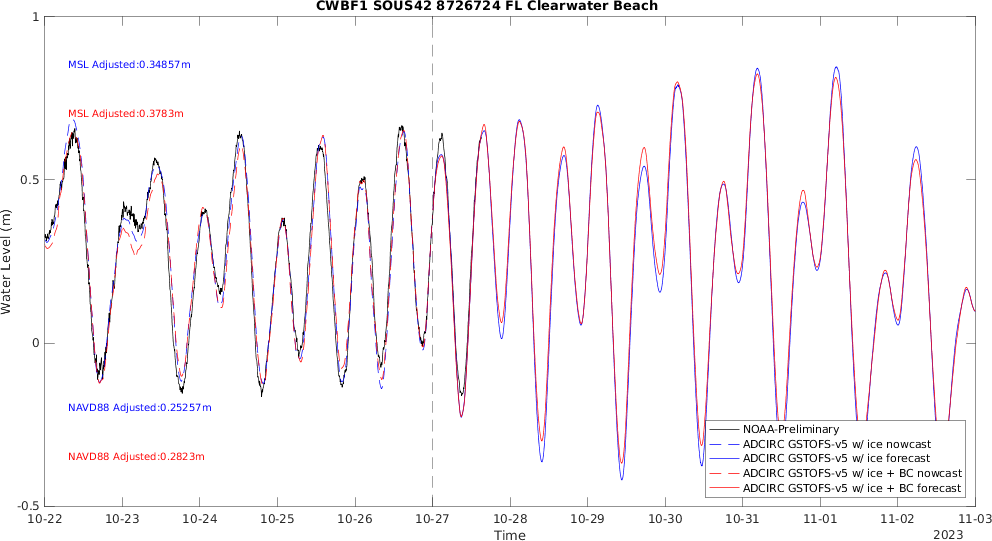 CWBF1 SOUS42 8726724 FL Clearwater Beach
1
MSL Adjusted:0.34857m
MSL Adjusted:0.3783m
0.5
Water Level (m)
0
NAVD88 Adjusted:0.25257m
NAVD88 Adjusted:0.2823m
NOAA-Preliminary
ADCIRC GSTOFS-v5 w/ ice nowcast
ADCIRC GSTOFS-v5 w/ ice forecast
ADCIRC GSTOFS-v5 w/ ice + BC nowcast
ADCIRC GSTOFS-v5 w/ ice + BC forecast
-0.5
10-22 10-23 10-24 10-25 10-26 10-27 10-28 10-29 10-30 10-31 11-01 11-02 11-03
Time
2023